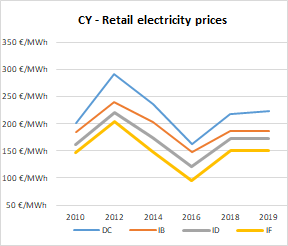 CY - Retail electricity prices
350 €/MWh
300 €/MWh
250 €/MWh
200 €/MWh
150 €/MWh
100 €/MWh
50 €/MWh
2010 2012 2014 2016 2018 2019
DC IB ID IF